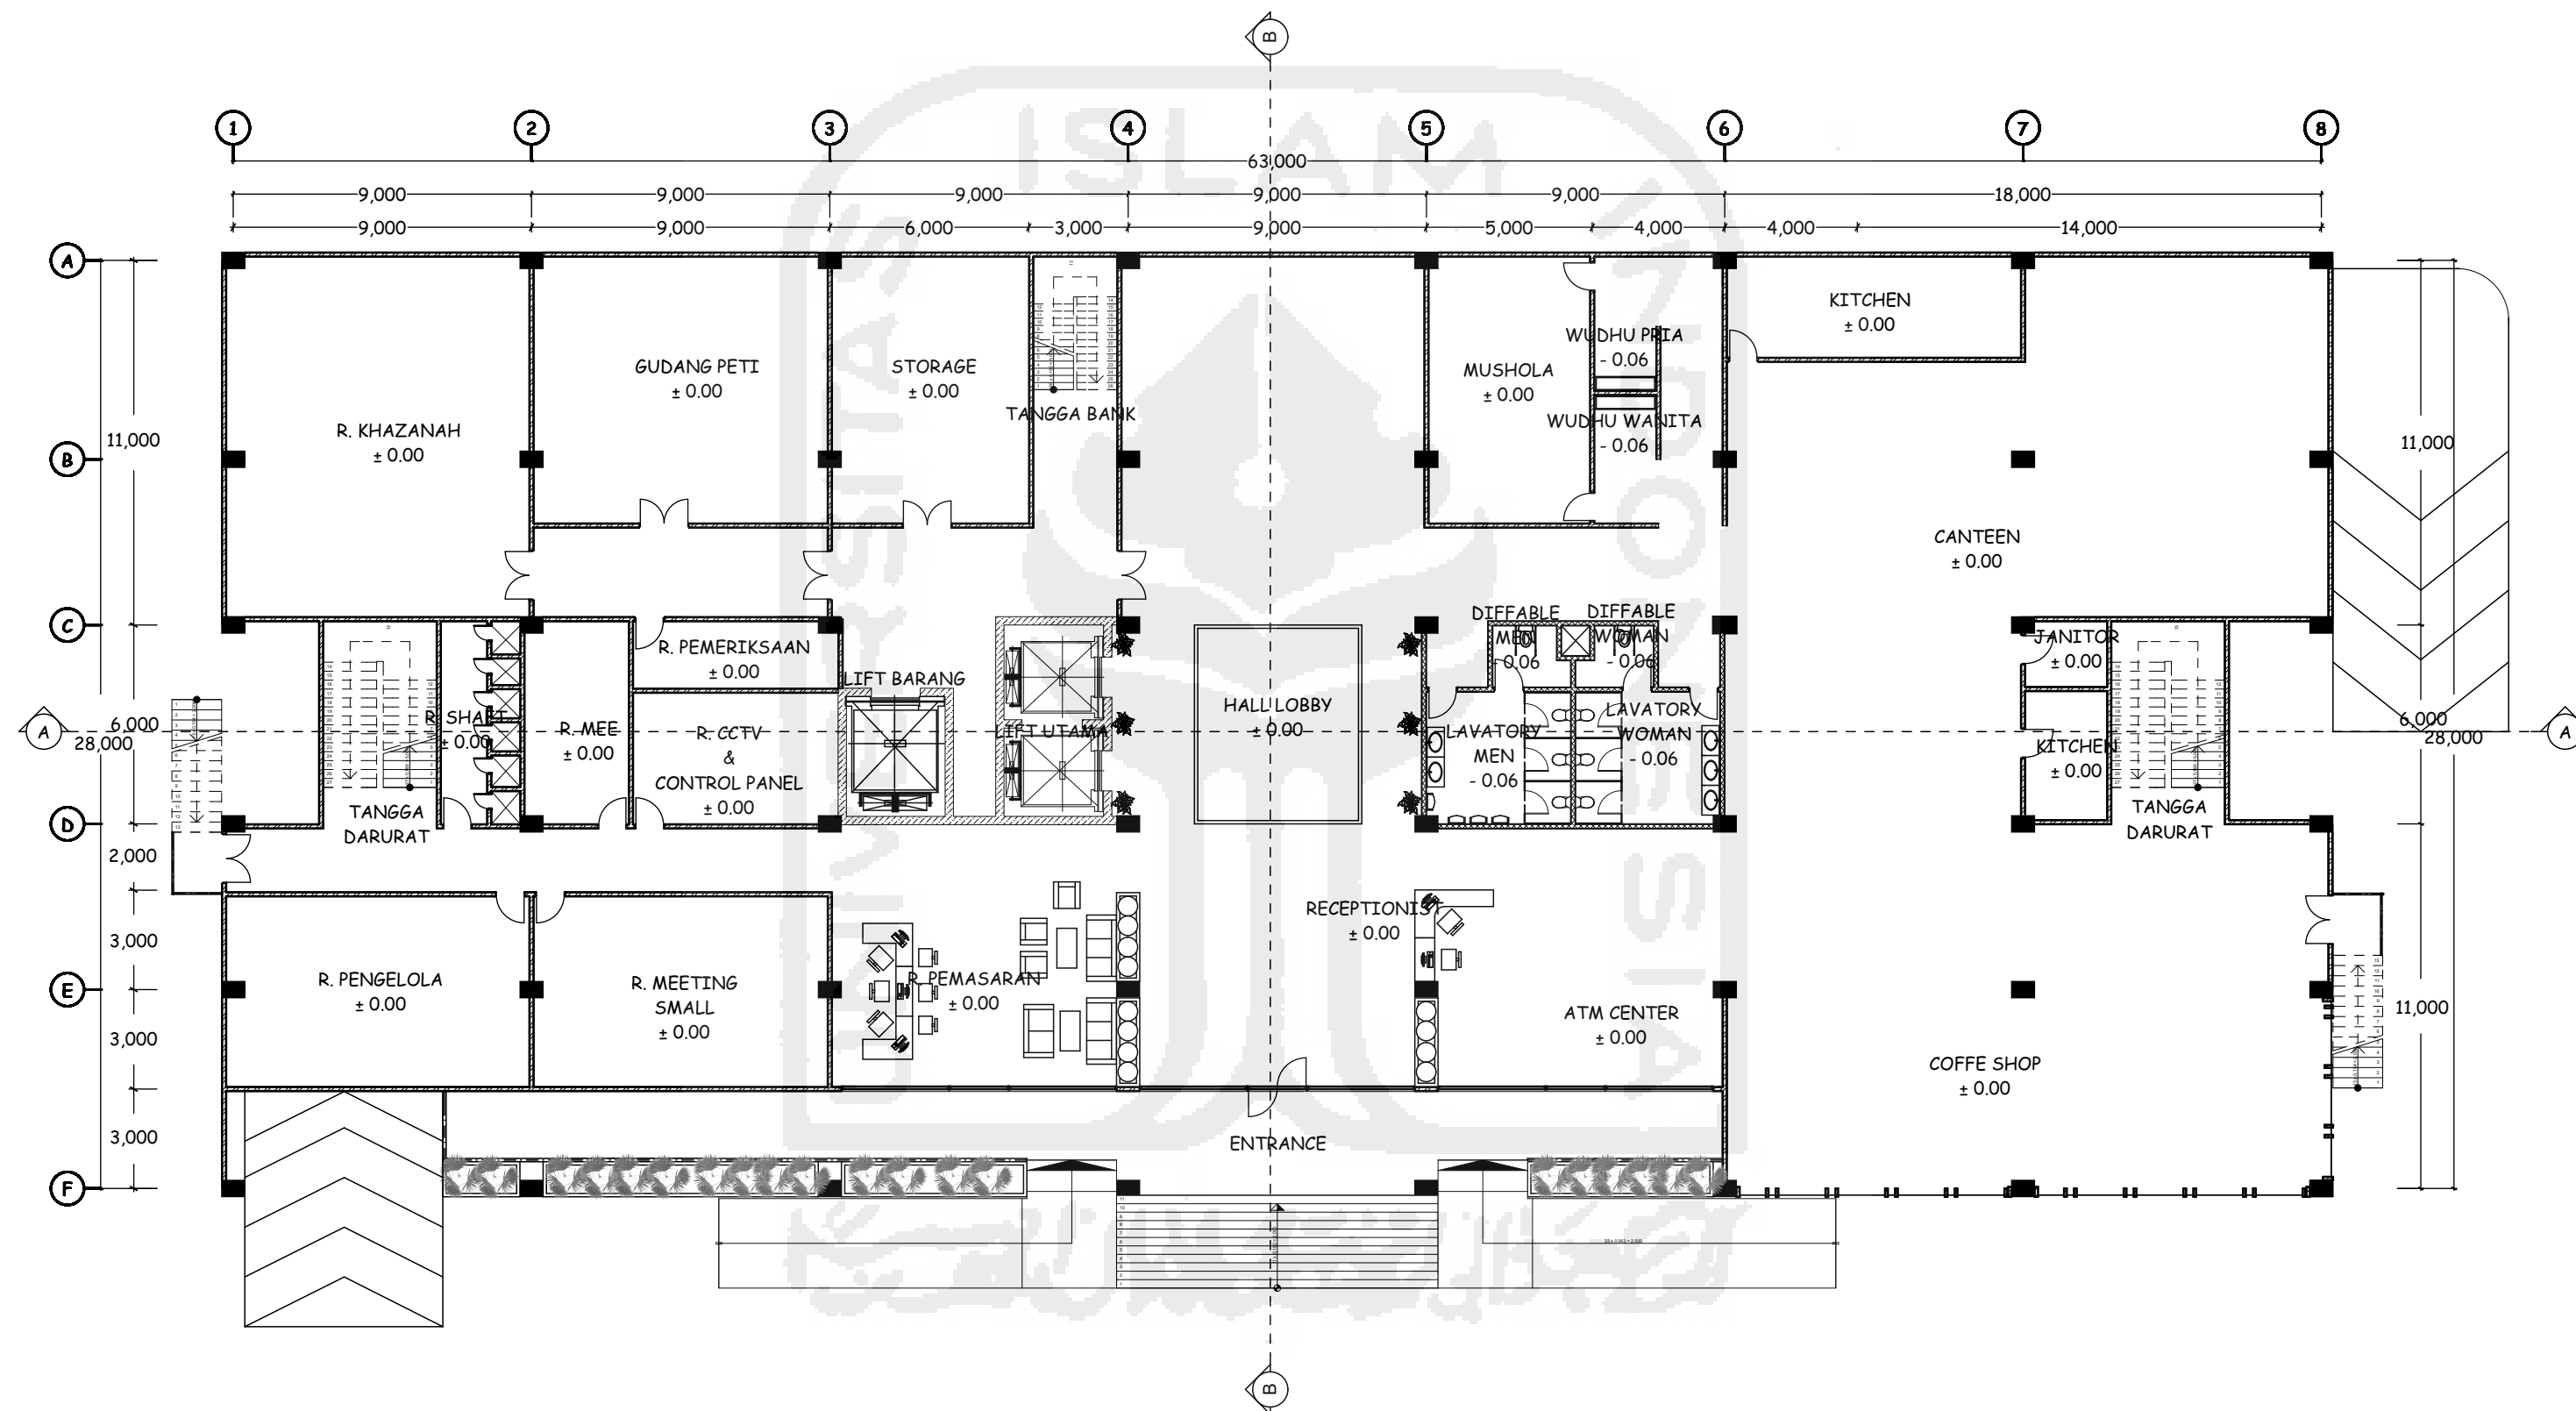 B
1
2
3
4
5
6
7
8
63,000
9,000
9,000
9,000
9,000
9,000
18,000
9,000
9,000
6,000
3,000
9,000
5,000
4,000
4,000
14,000
A
B
C
D
E
F
11,000
6,000
28,000
2,000
3,000
3,000
3,000
A
R. KHAZANAH
± 0.00
GUDANG PETI
± 0.00
STORAGE
± 0.00
TANGGA BANK
MUSHOLA
± 0.00
WUDHU PRIA
- 0.06
WUDHU WANITA
- 0.06
KITCHEN
± 0.00
CANTEEN
± 0.00
11,000
R. PEMERIKSAAN
± 0.00
LIFT BARANG
LIFT UTAMA
R. SHAFT
± 0.00
R. MEE
± 0.00
R. CCTV
&
CONTROL PANEL
± 0.00
TANGGA
DARURAT
HALL LOBBY
± 0.00
DIFFABLE
MEN
- 0.06
DIFFABLE
WOMAN
- 0.06
LAVATORY
MEN
- 0.06
LAVATORY
WOMAN
- 0.06
JANITOR
± 0.00
KITCHEN
± 0.00
TANGGA
DARURAT
6,000
28,000
A
R. PENGELOLA
± 0.00
R. MEETING
SMALL
± 0.00
R. PEMASARAN
± 0.00
RECEPTIONIST
± 0.00
ATM CENTER
± 0.00
COFFE SHOP
± 0.00
11,000
ENTRANCE
B
UNIVERSITAS
ISLAM
INDONESIA